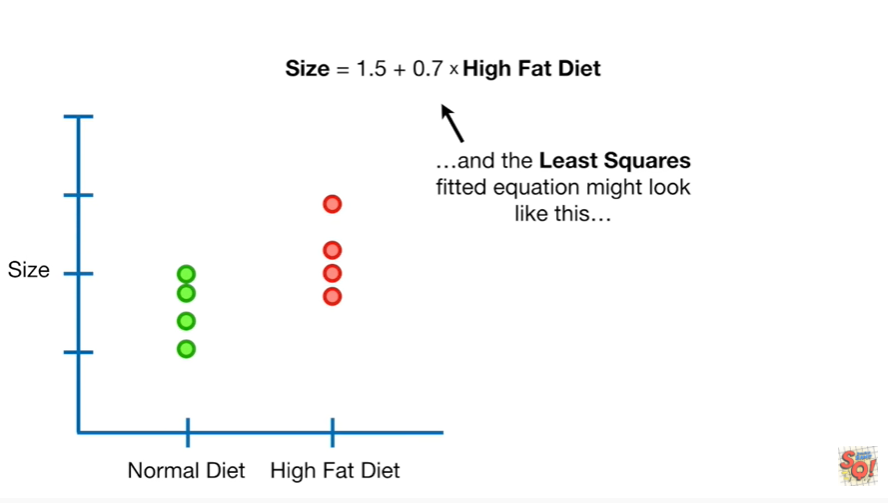 Size = 1.5 + 0.7 x High Fat Diet
…and the Least Squares
fitted equation might look
like this…
Size
Normal Diet
High Fat Diet
SO!